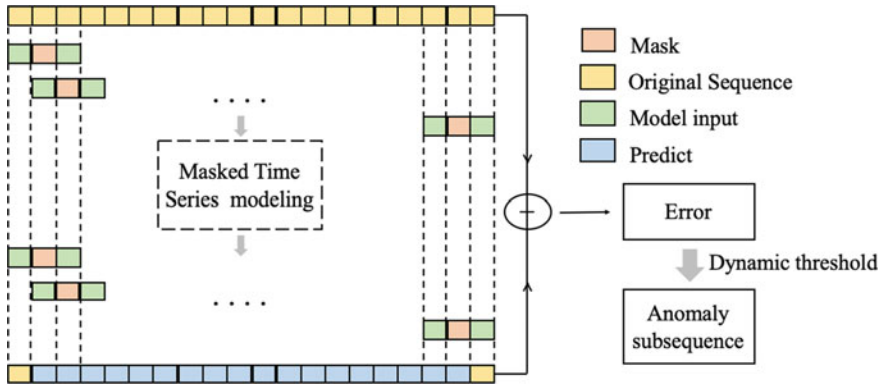 Mask
Original Sequence
Model input
Predict
. . . .
Masked Time
Series modeling
. . . .
Error
Dynamic threshold
Anomaly
subsequence